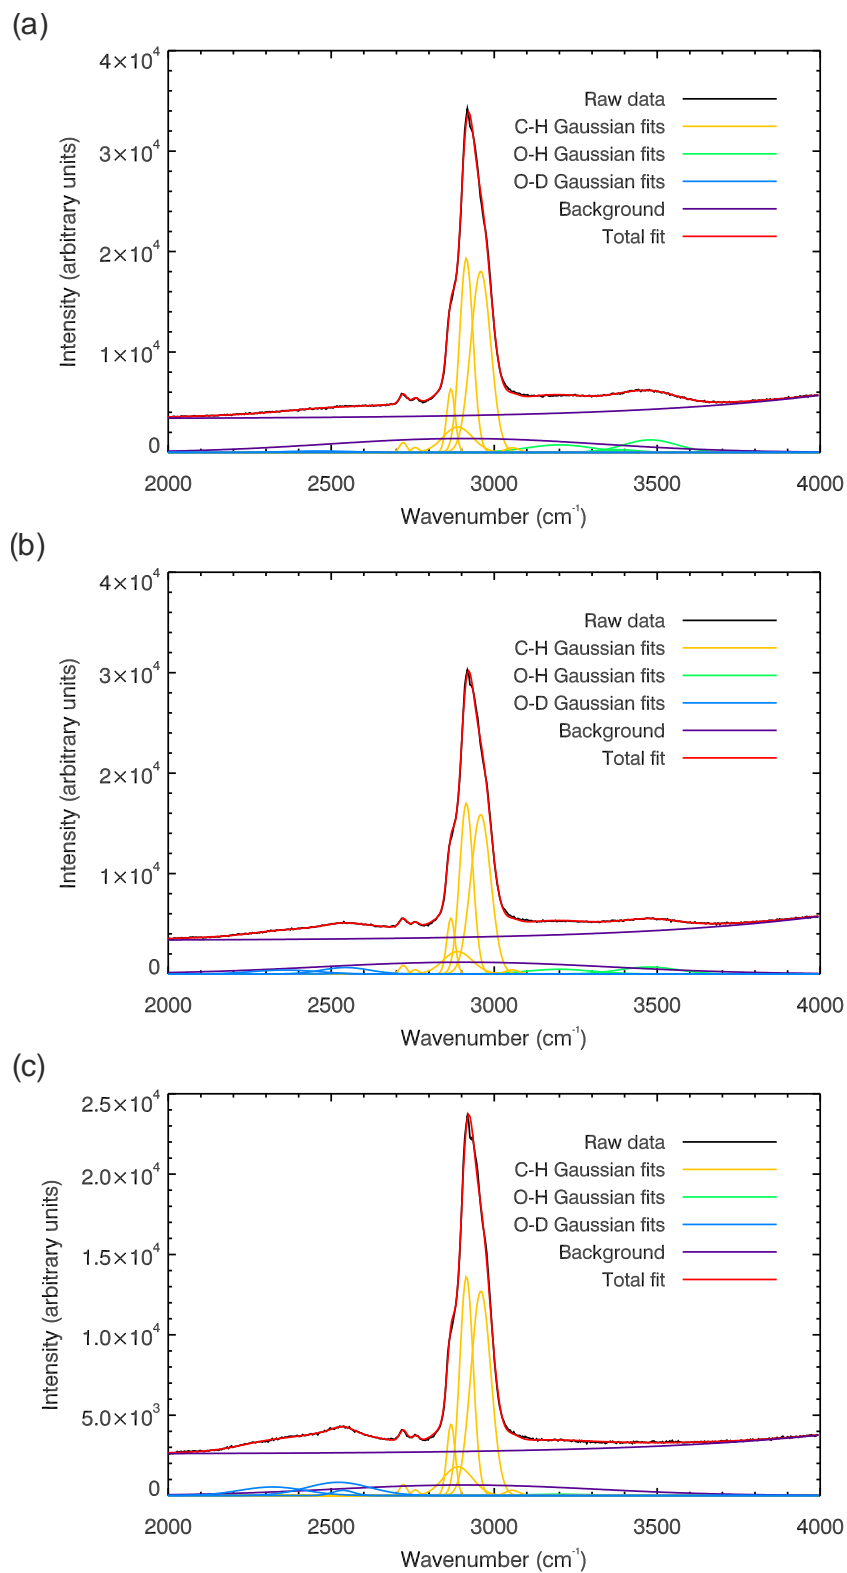 (a)
4×10⁴
3×10⁴
2×10⁴
1×10⁴
0
Intensity (arbitrary units)
Raw data
C-H Gaussian fits
O-H Gaussian fits
O-D Gaussian fits
Background
Total fit
2000 2500 3000 3500 4000
Wavenumber (cm⁻¹)
(b)
4×10⁴
3×10⁴
2×10⁴
1×10⁴
0
Intensity (arbitrary units)
Raw data
C-H Gaussian fits
O-H Gaussian fits
O-D Gaussian fits
Background
Total fit
2000 2500 3000 3500 4000
Wavenumber (cm⁻¹)
(c)
2.5×10⁴
2.0×10⁴
1.5×10⁴
1.0×10⁴
5.0×10³
0
Intensity (arbitrary units)
Raw data
C-H Gaussian fits
O-H Gaussian fits
O-D Gaussian fits
Background
Total fit
2000 2500 3000 3500 4000
Wavenumber (cm⁻¹)